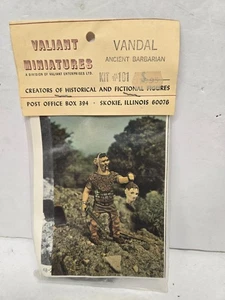 VALIANT
MINIATURES
A DIVISION OF VALIANT ENTERPRISES LTD.
VANDAL
ANCIENT BARBARIAN
KIT #101
CREATORS OF HISTORICAL AND FICTIONAL FIGURES
POST OFFICE BOX 394 - SKOKIE, ILLINOIS 60076